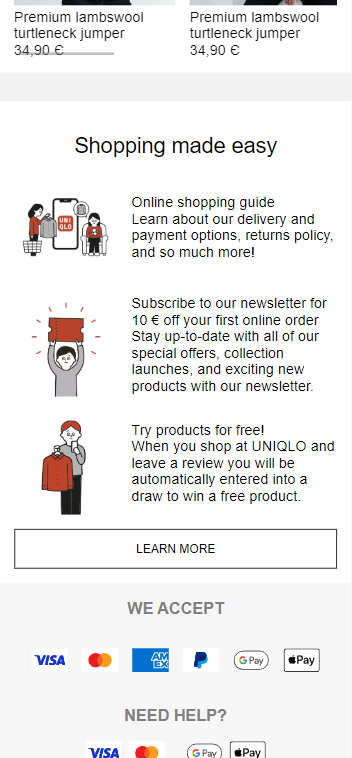 Premium lambswool
turtleneck jumper
34,90 €
Premium lambswool
turtleneck jumper
34,90 €
Shopping made easy
UNI
QLO
Online shopping guide
Learn about our delivery and
payment options, returns policy,
and so much more!
Subscribe to our newsletter for
10 € off your first online order
Stay up-to-date with all of our
special offers, collection
launches, and exciting new
products with our newsletter.
Try products for free!
When you shop at UNIQLO and
leave a review you will be
automatically entered into a
draw to win a free product.
LEARN MORE
WE ACCEPT
VISA AM EX G Pay Pay
NEED HELP?
VISA G Pay Pay